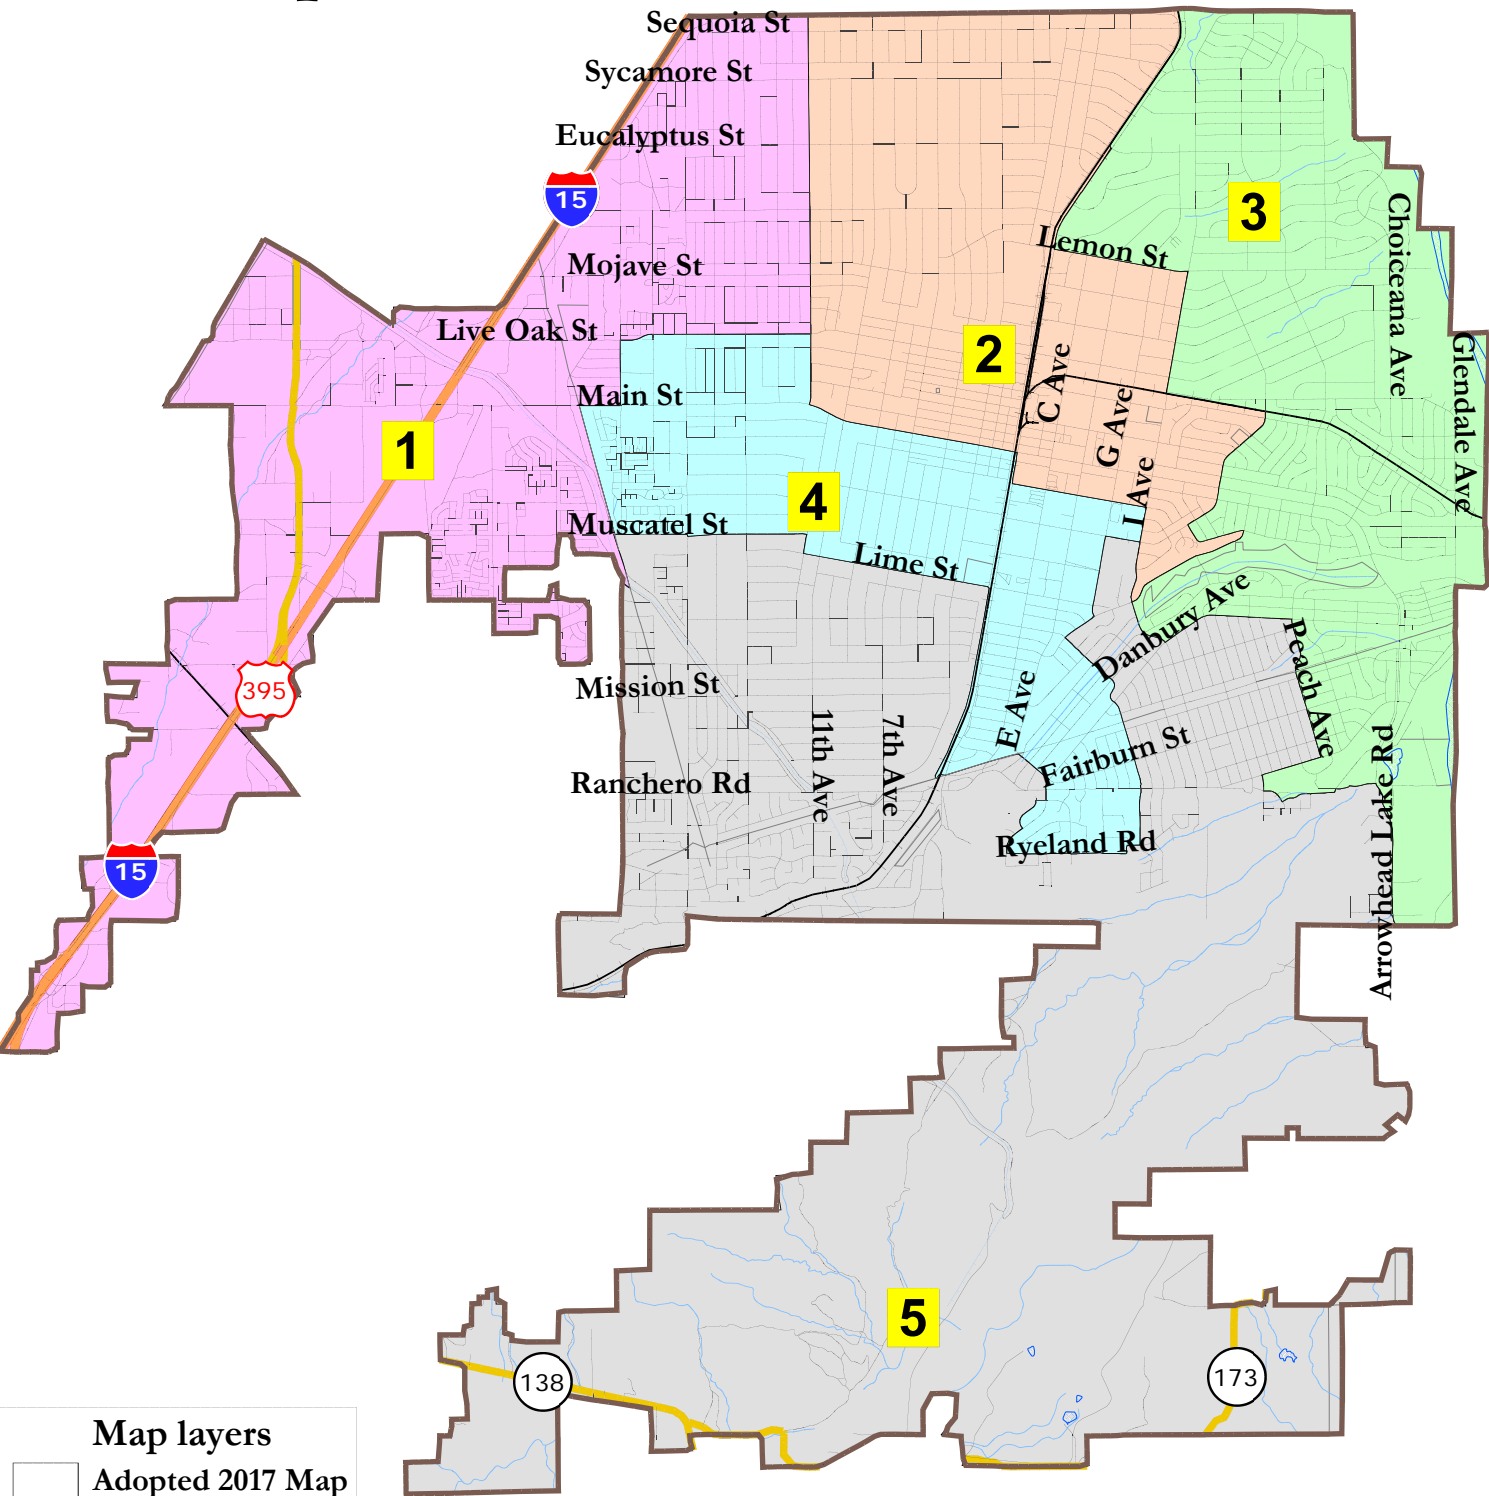 Sequoia St
Sycamore St
Eucalyptus St
15
3
Choiceana Ave
Lemon St
Mojave St
Live Oak St
2
Glendale Ave
C Ave
Main St
G Ave
1
I Ave
4
Muscatel St
Lime St
Danbury Ave
Peach Ave
395
Mission St
E Ave
11th Ave
7th Ave
Fairburn St
Arrowhead Lake Rd
Ranchero Rd
Ryeland Rd
15
5
138
173
Map layers
Adopted 2017 Map